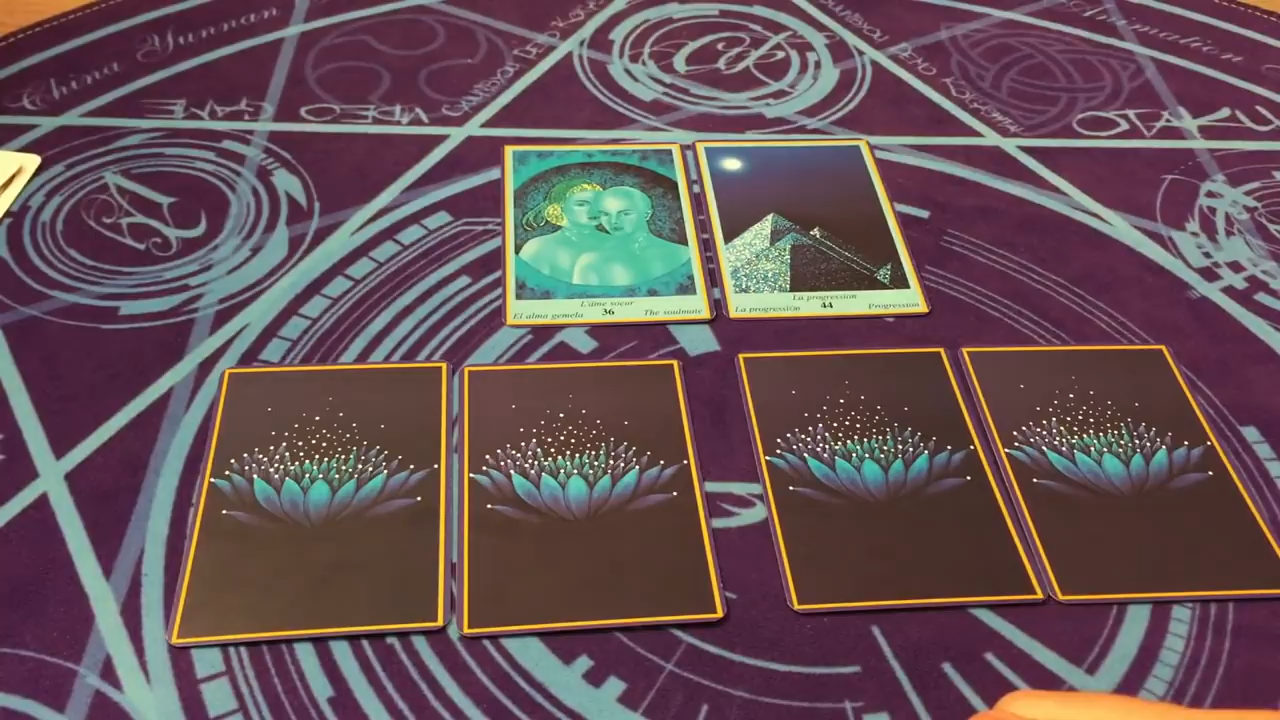 China Yunnan
Animation
VIDEO
GAME
OTAKU
L'âme soeur
El alma gemela 36 The soulmate
La progression
La progressión 44 Progression